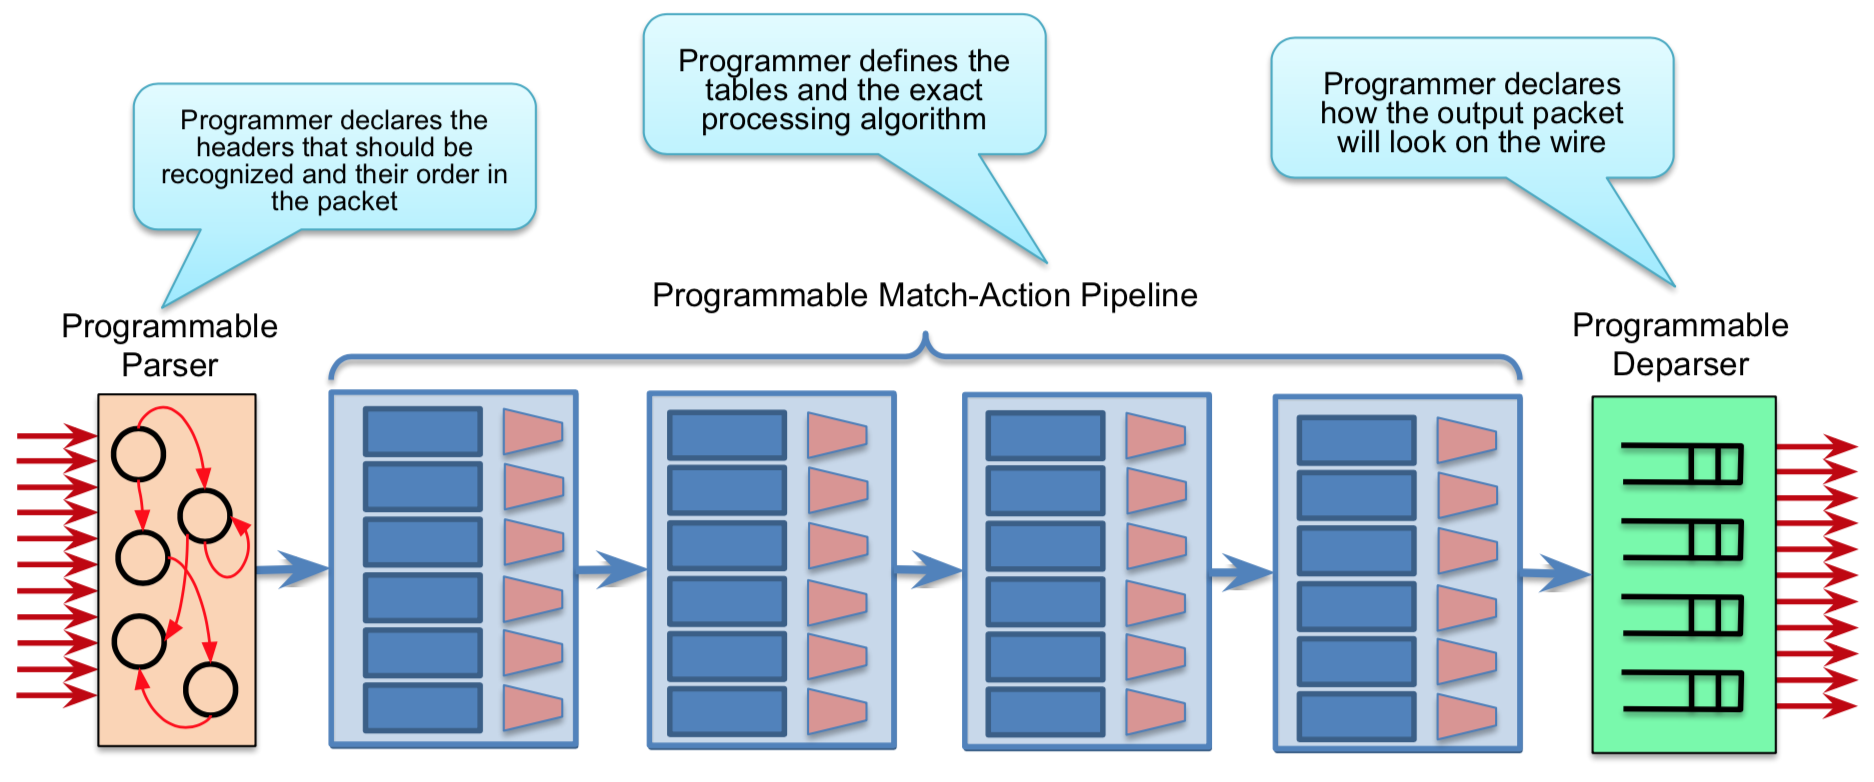 Programmer declares the
headers that should be
recognized and their order in
the packet
Programmer defines the
tables and the exact
processing algorithm
Programmer declares
how the output packet
will look on the wire
Programmable Match-Action Pipeline
Programmable
Parser
Programmable
Deparser